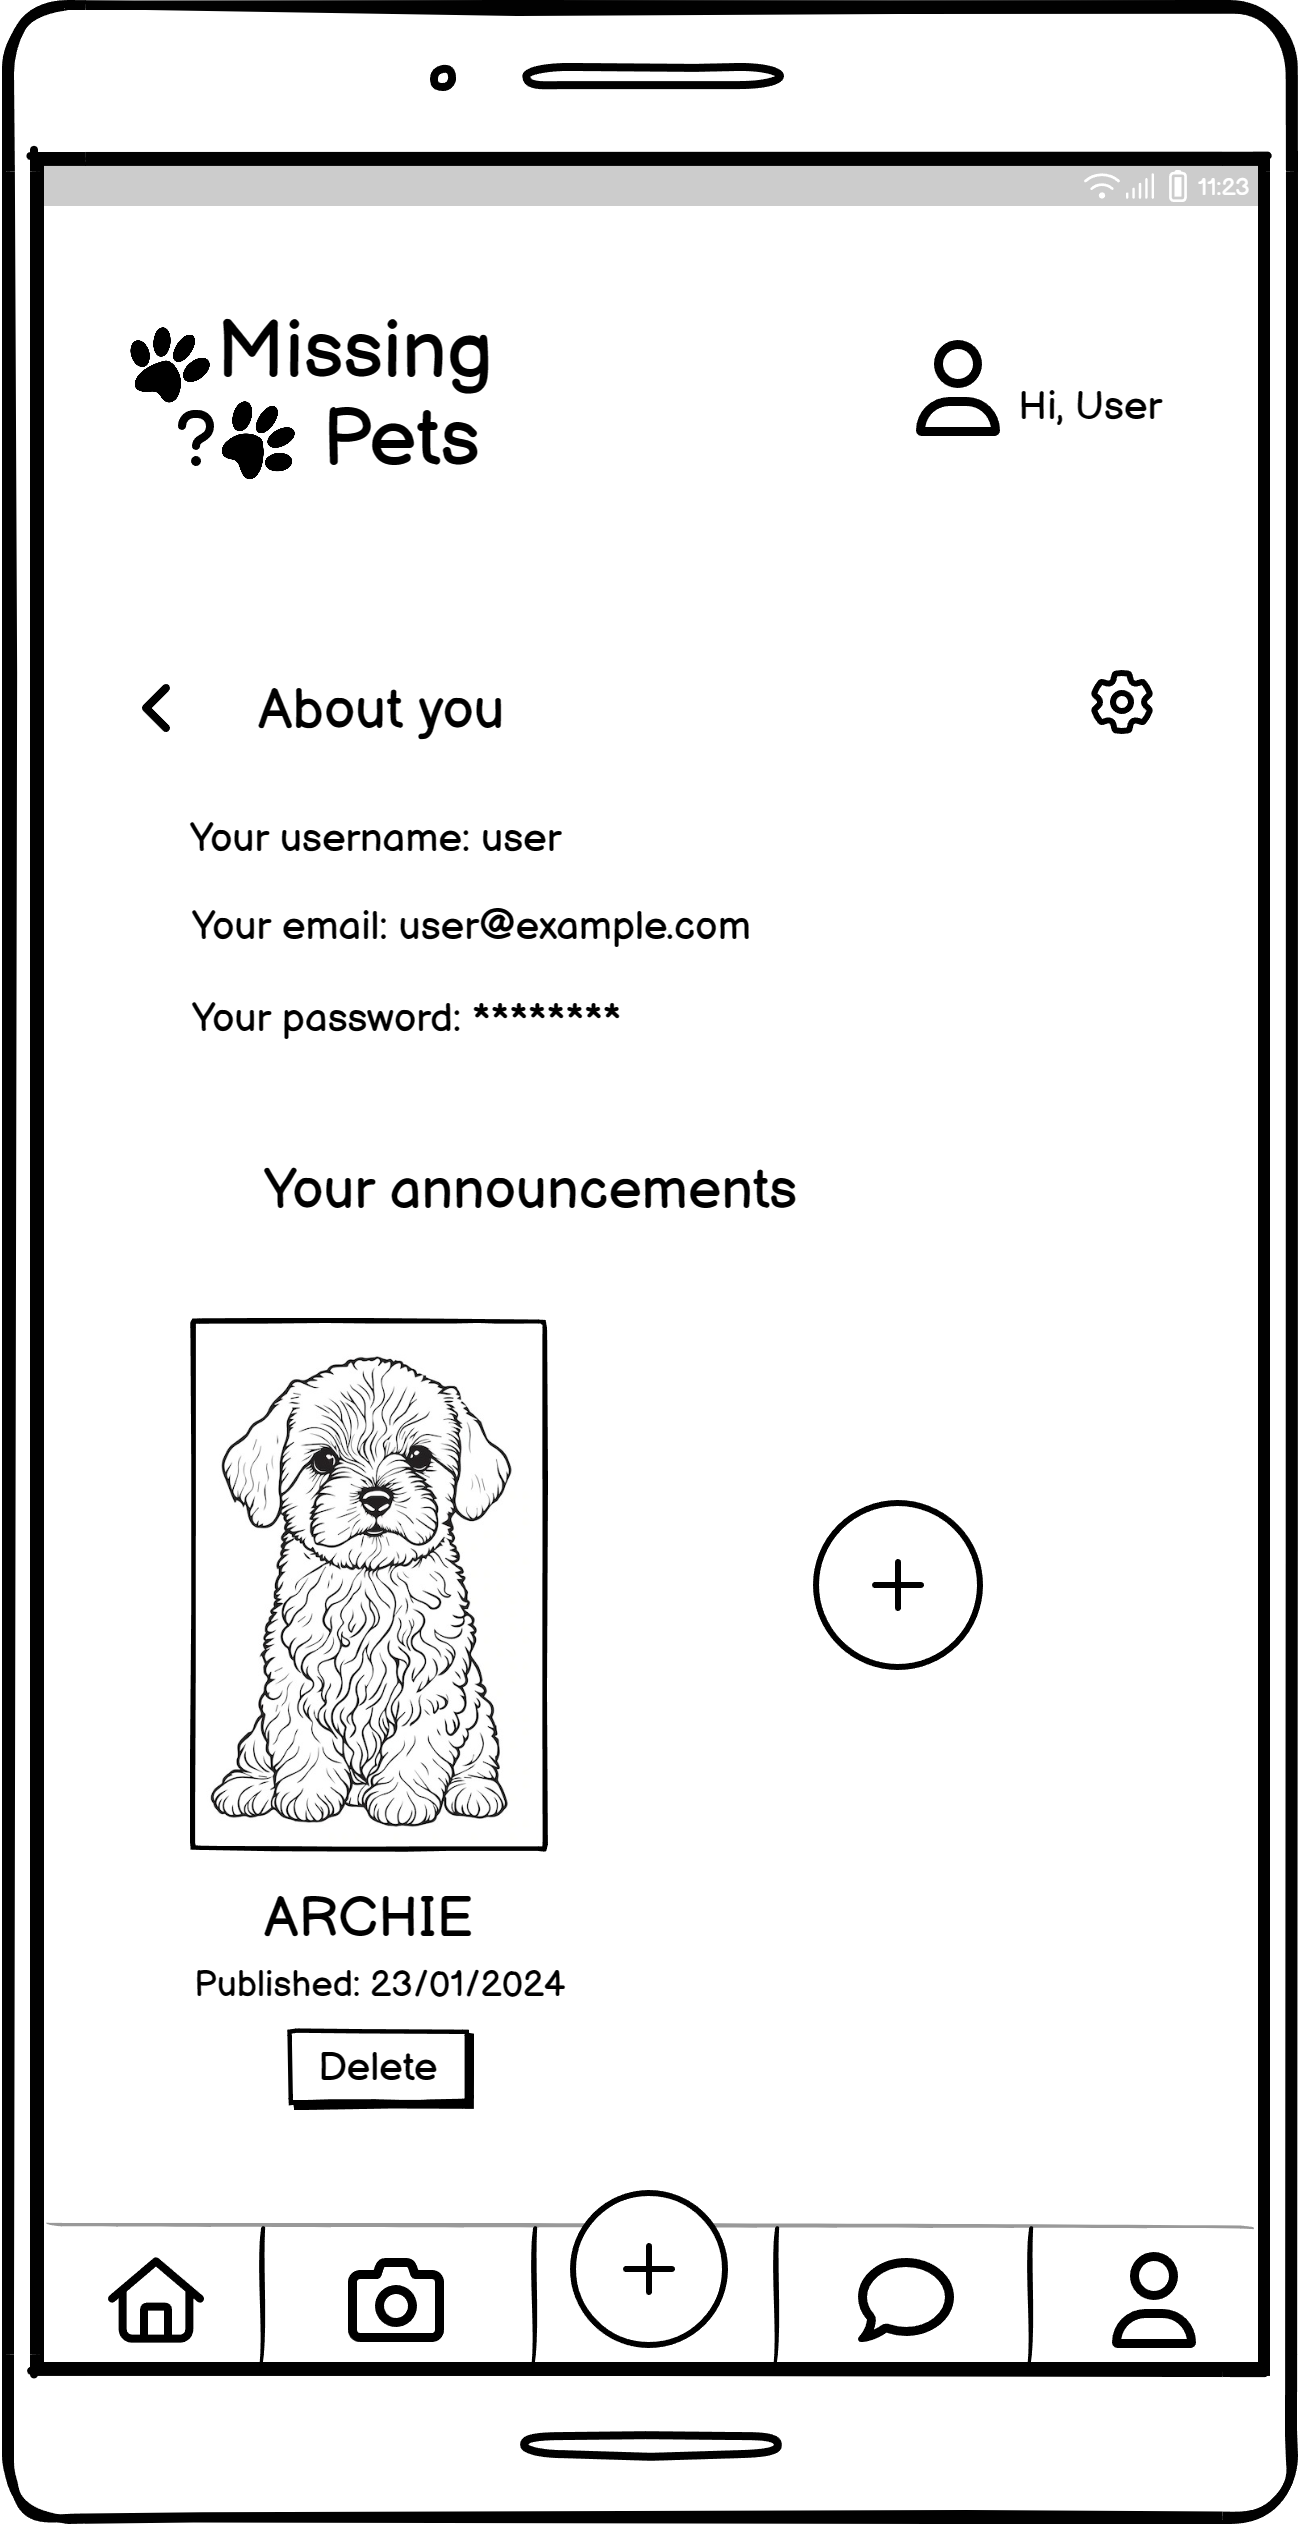 11:23
Missing
? Pets
Hi, User
About you
Your username: user
Your email: user@example.com
Your password: ********
Your announcements
ARCHIE
Published: 23/01/2024
Delete